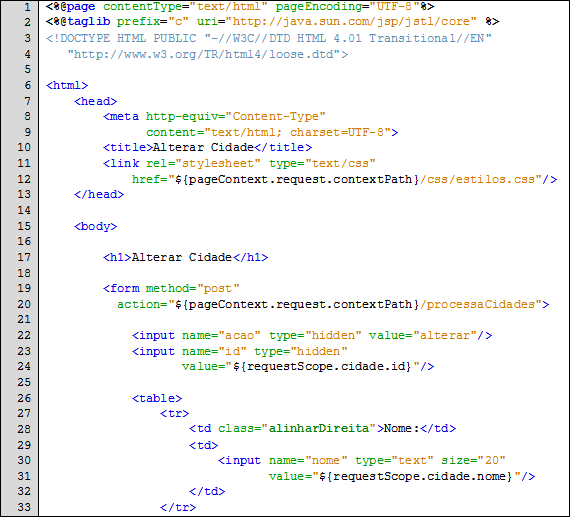 1 <%@page contentType="text/html" pageEncoding="UTF-8"%>
2 <%@taglib prefix="c" uri="http://java.sun.com/jsp/jstl/core" %>
3 <!DOCTYPE HTML PUBLIC "-//W3C//DTD HTML 4.01 Transitional//EN"
4 "http://www.w3.org/TR/html4/loose.dtd">
5
6 <html>
7 <head>
8 <meta http-equiv="Content-Type"
9 content="text/html; charset=UTF-8">
10 <title>Alterar Cidade</title>
11 <link rel="stylesheet" type="text/css"
12 href="${pageContext.request.contextPath}/css/estilos.css"/>
13 </head>
14
15 <body>
16
17 <h1>Alterar Cidade</h1>
18
19 <form method="post"
20 action="${pageContext.request.contextPath}/processaCidades">
21
22 <input name="acao" type="hidden" value="alterar"/>
23 <input name="id" type="hidden"
24 value="${requestScope.cidade.id}"/>
25
26 <table>
27 <tr>
28 <td class="alinharDireita">Nome:</td>
29 <td>
30 <input name="nome" type="text" size="20"
31 value="${requestScope.cidade.nome}"/>
32 </td>
33 </tr>